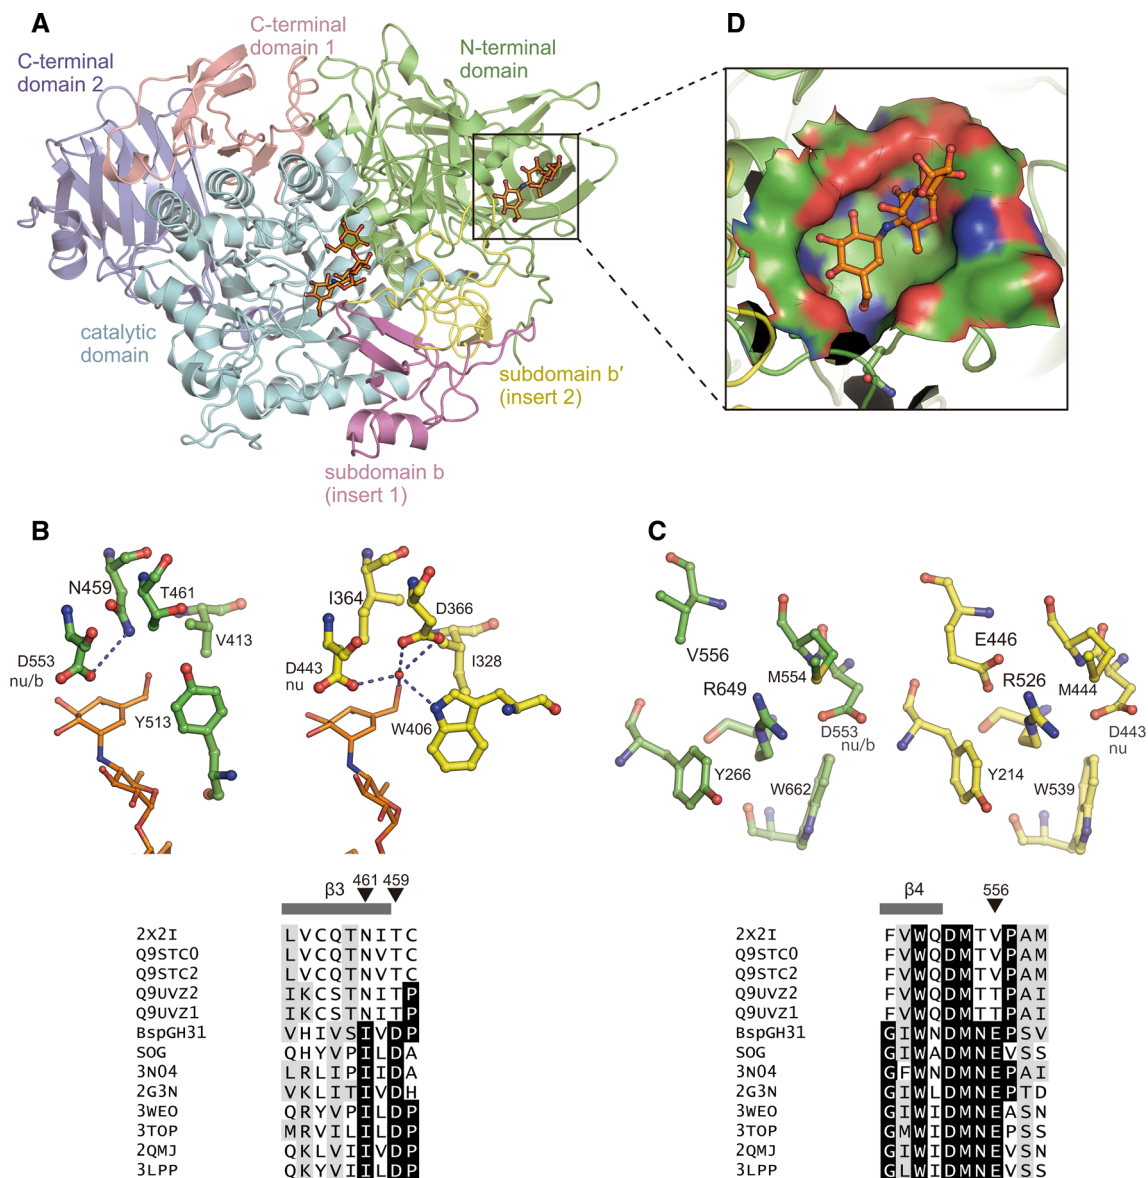 A
C-terminal
domain 1
C-terminal
domain 2
N-terminal
domain
catalytic
domain
subdomain b′
(insert 2)
subdomain b
(insert 1)
D
B
N459
T461
V413
D553
nu/b
Y513
I364
D366
D443
nu
I328
W406
C
V556
M554
R649
D553
nu/b
Y266
W662
E446
R526
M444
D443
nu
Y214
W539
β3 461 459
2X2I LVCQTNITC
Q9STC0 LVCQTNVTC
Q9STC2 LVCQTNVTC
Q9UVZ2 IKCSTNITP
Q9UVZ1 IKCSTNITP
BspGH31 VHIVSIVDP
SOG QHYVPILDA
3N04 LRLIPIIDA
2G3N VKLITIVDH
3WEO QRYVPILDP
3TOP MRVILILDP
2QMJ QKLVIIVDP
3LPP QKYVIILDP
β4 556
2X2I FVWQDMTVPAM
Q9STC0 FVWQDMTVPAM
Q9STC2 FVWQDMTVPAM
Q9UVZ2 FVWQDMTTPAI
Q9UVZ1 FVWQDMTTPAI
BspGH31 GIWNDMNEPSV
SOG GIWADMNEVSS
3N04 GFWNDMNEPAI
2G3N GIWLDMNEPTD
3WEO GIWIDMNEASN
3TOP GMWIDMNEPSS
2QMJ GIWIDMNEVSN
3LPP GLWIDMNEVSS